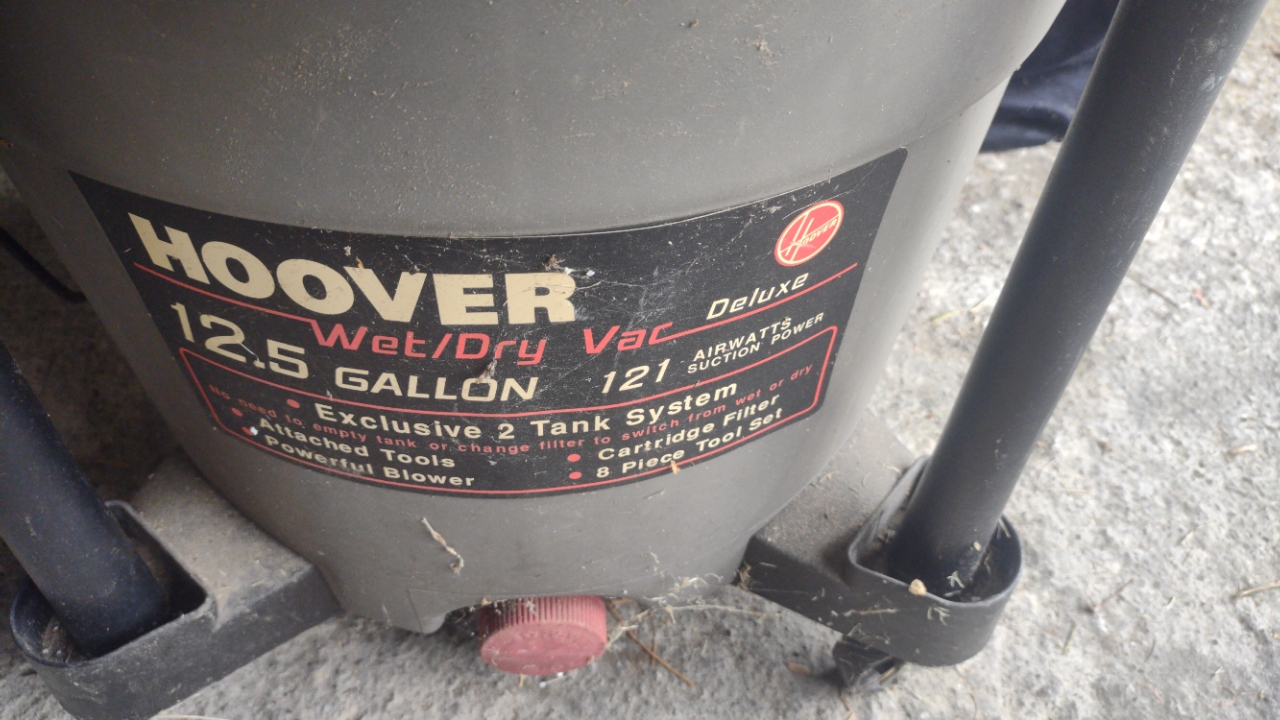 HOOVER
HOOVER
Wet/Dry Vac Deluxe
12.5 GALLON 121 AIRWATTS
SUCTION POWER
Exclusive 2 Tank System
No need to empty tank or change filter to switch from wet or dry
Attached Tools
Cartridge Filter
Powerful Blower
8 Piece Tool Set